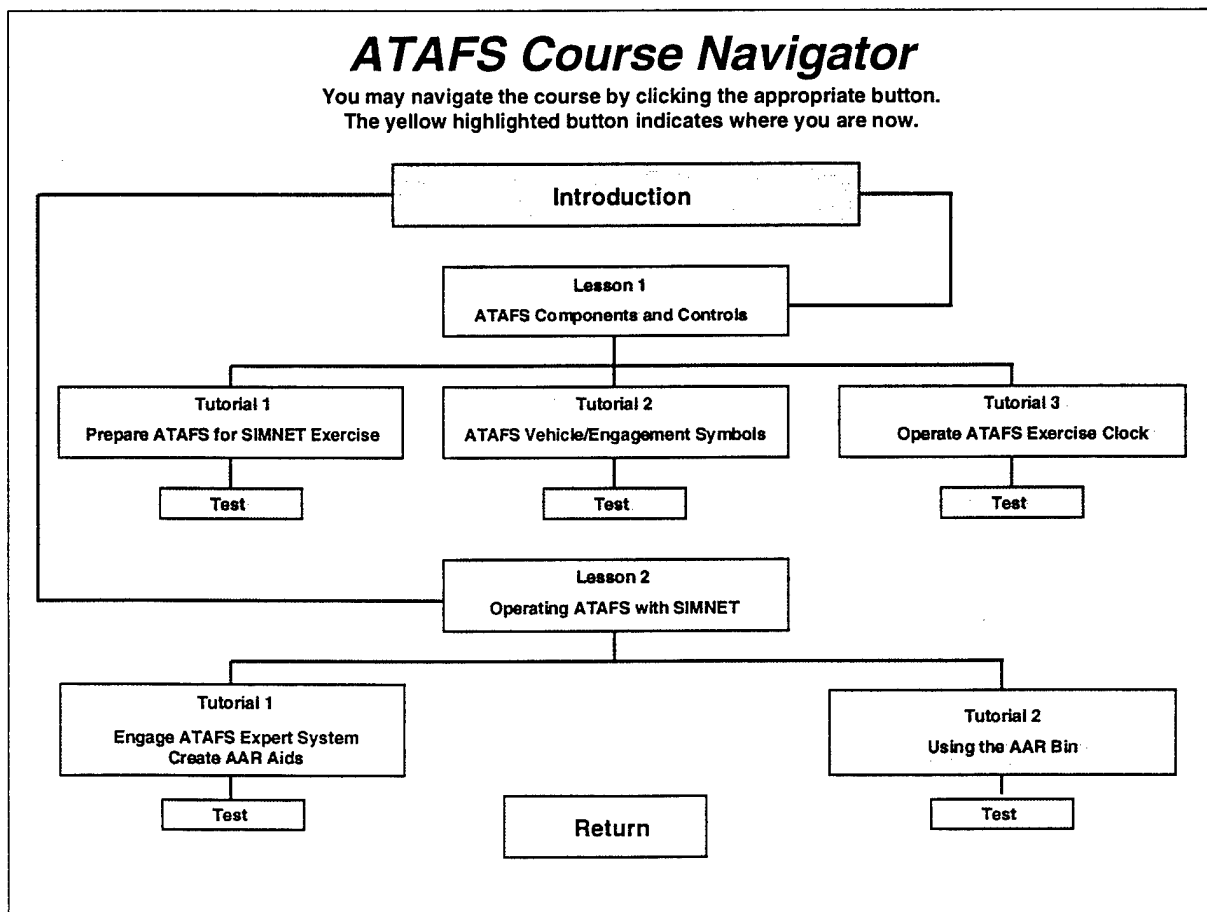 ATAFS Course Navigator
You may navigate the course by clicking the appropriate button.
The yellow highlighted button indicates where you are now.
Introduction
Lesson 1
ATAFS Components and Controls
Tutorial 1
Prepare ATAFS for SIMNET Exercise
Test
Tutorial 2
ATAFS Vehicle/Engagement Symbols
Test
Tutorial 3
Operate ATAFS Exercise Clock
Test
Lesson 2
Operating ATAFS with SIMNET
Tutorial 1
Engage ATAFS Expert System
Create AAR Aids
Test
Tutorial 2
Using the AAR Bin
Test
Return